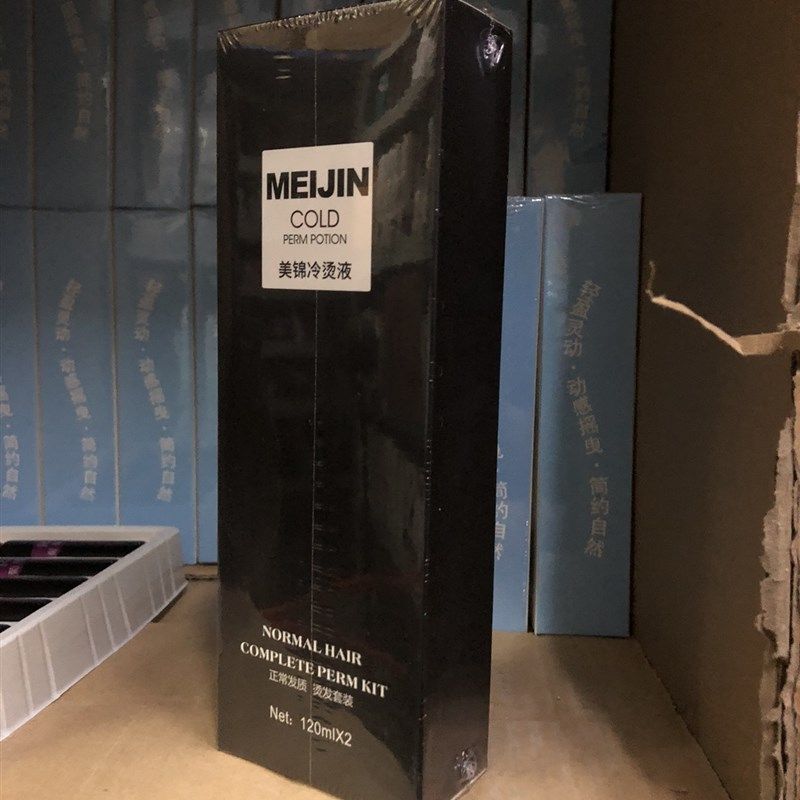 MEIJIN
COLD
PERM POTION
美锦冷烫液
NORMAL HAIR
COMPLETE PERM KIT
正常发质 烫发套装
Net: 120mlX2
轻盈灵动·动感摇曳·简约自然